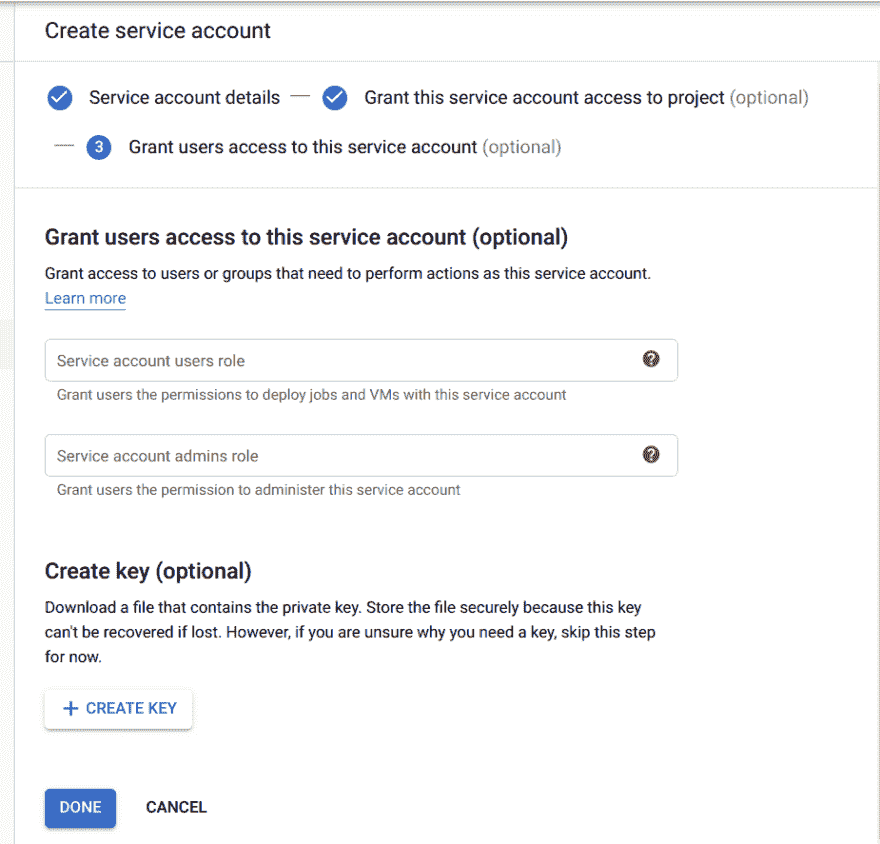 Create service account
Service account details
Grant this service account access to project (optional)
3
Grant users access to this service account (optional)
Grant users access to this service account (optional)
Grant access to users or groups that need to perform actions as this service account.
Learn more
Service account users role
?
Grant users the permissions to deploy jobs and VMs with this service account
Service account admins role
?
Grant users the permission to administer this service account
Create key (optional)
Download a file that contains the private key. Store the file securely because this key
can't be recovered if lost. However, if you are unsure why you need a key, skip this step
for now.
+ CREATE KEY
DONE
CANCEL